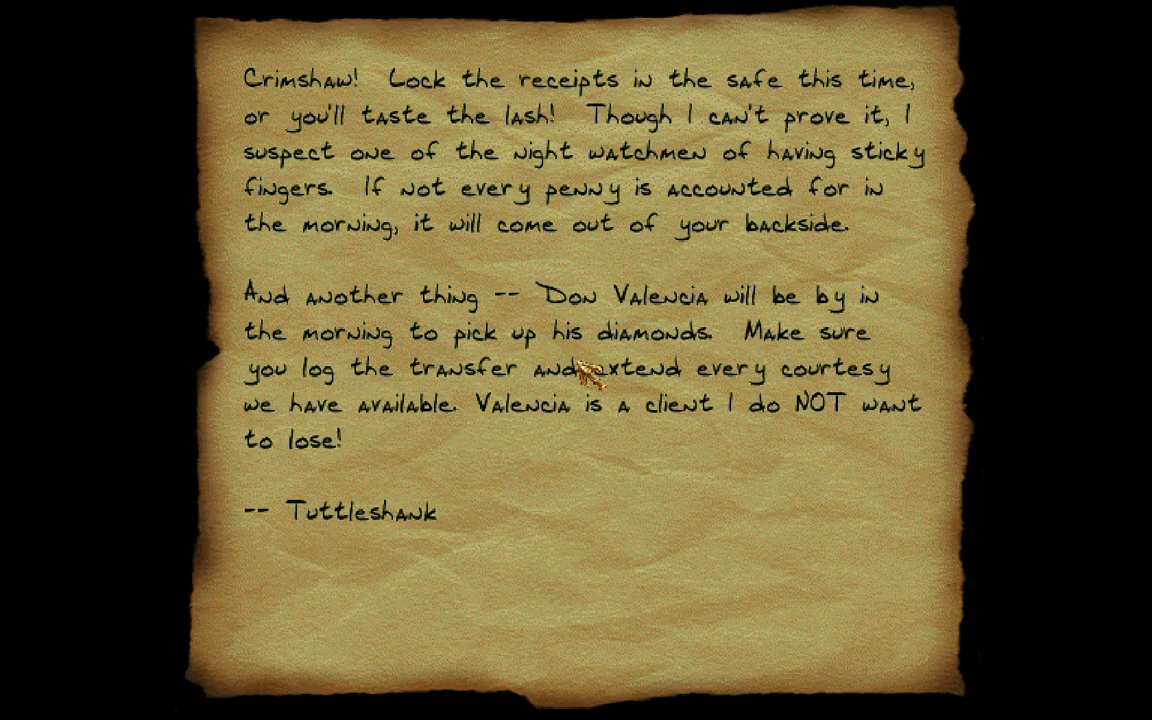 Crimshaw! Lock the receipts in the safe this time,
or you'll taste the lash! Though I can't prove it, I
suspect one of the night watchmen of having sticky
fingers. If not every penny is accounted for in
the morning, it will come out of your backside.
And another thing -- Don Valencia will be by in
the morning to pick up his diamonds. Make sure
you log the transfer and extend every courtesy
we have available. Valencia is a client I do NOT want
to lose!
-- Tuttleshank